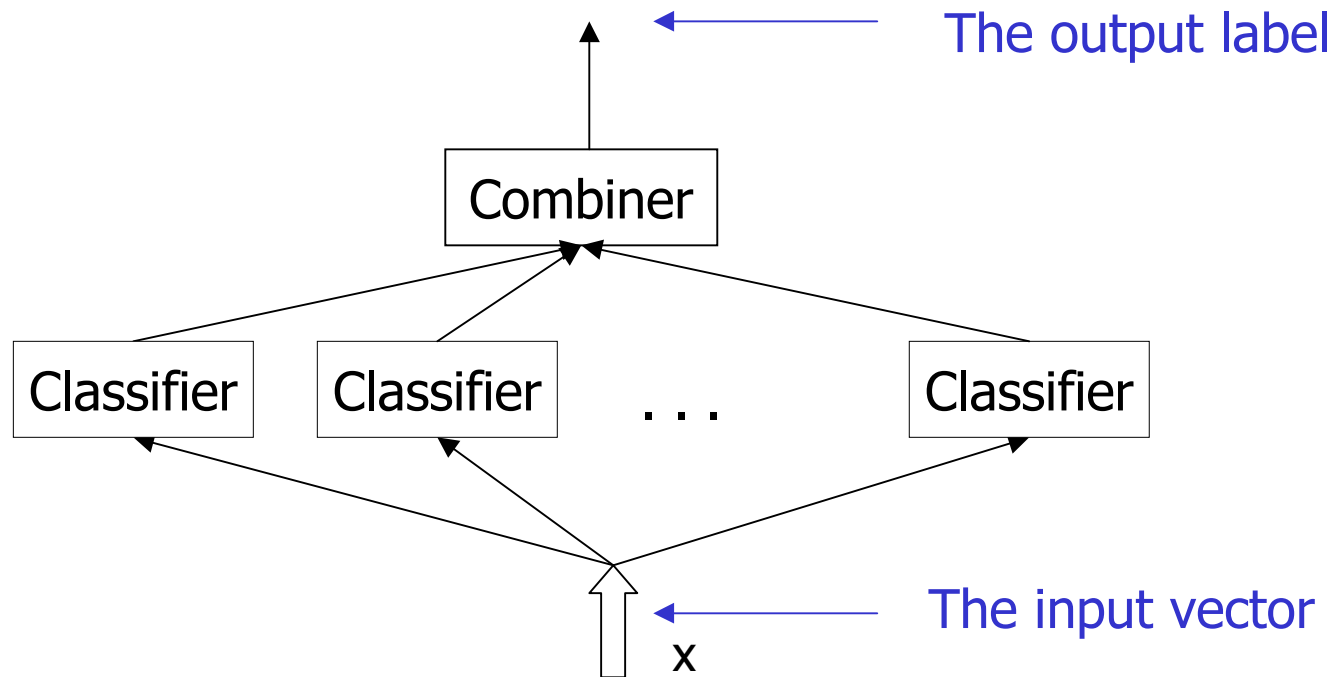 The output label
Combiner
Classifier Classifier . . . Classifier
The input vector
x